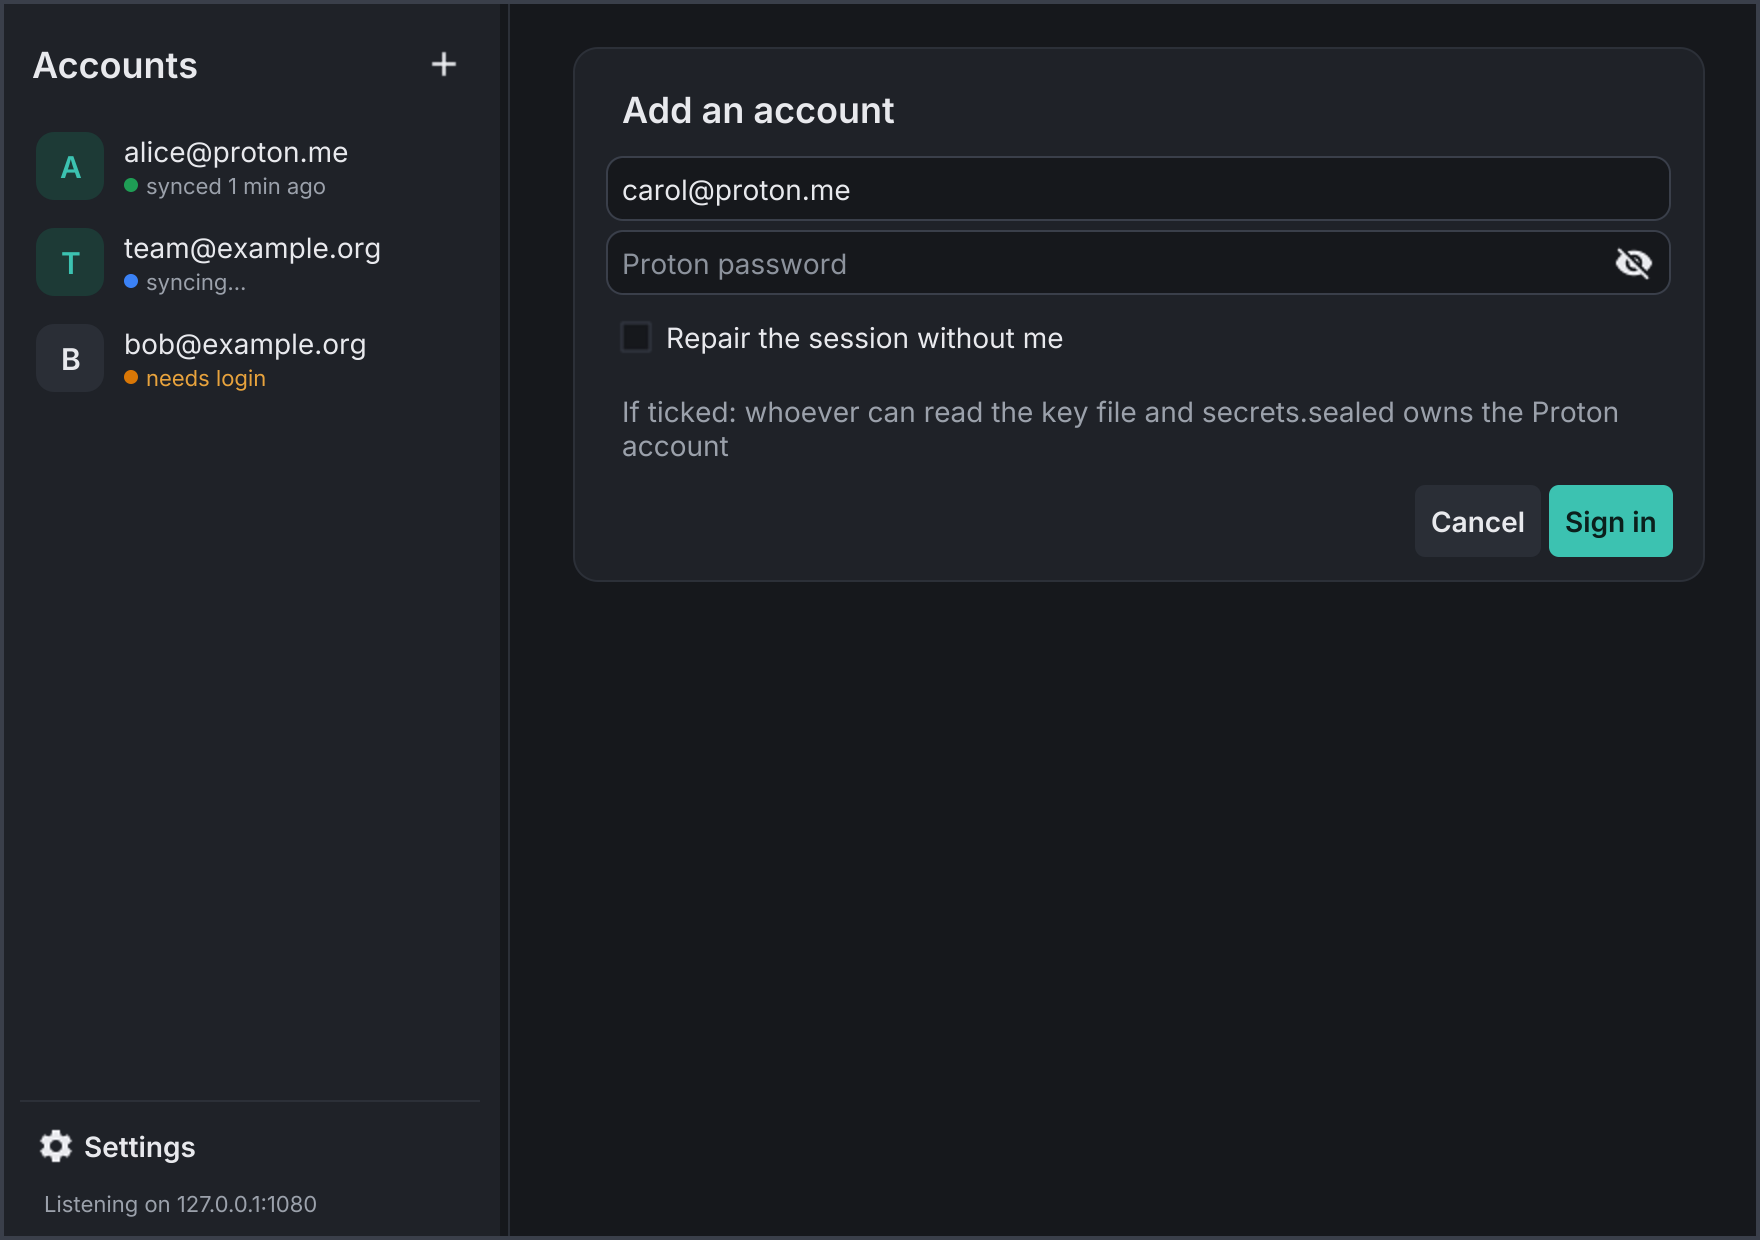 Accounts
+
A
alice@proton.me
synced 1 min ago
T
team@example.org
syncing...
B
bob@example.org
needs login
Settings
Listening on 127.0.0.1:1080
Add an account
carol@proton.me
Proton password
Repair the session without me
If ticked: whoever can read the key file and secrets.sealed owns the Proton
account
Cancel
Sign in